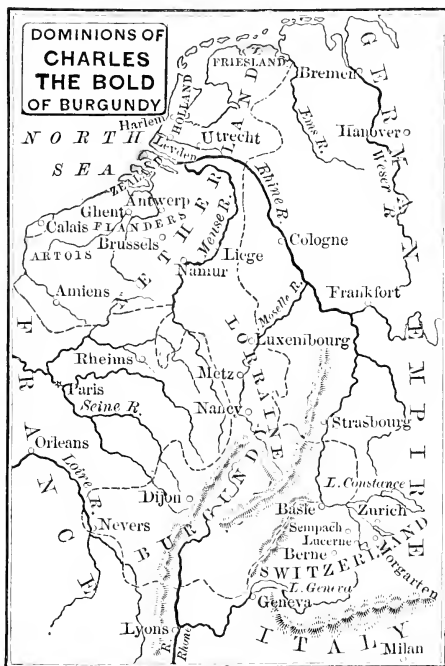 DOMINIONS OF
CHARLES
THE BOLD
OF BURGUNDY
GERMAN EMPIRE
NORTH
SEA
FRIESLAND
Bremen
HOLLAND
Harlem
Utrecht
Leyden
Ems R.
Hanover
Weser R
ZEALAND
NETHERLANDS
Rhine R.
Antwerp
Ghent
Calais
FLANDERS
Brussels
Meuse R.
Cologne
ARTOIS
Liege
Namur
Amiens
Moselle R.
Frankfort
FRANCE
LORRAINE
Luxembourg
Rheims
Metz
Paris
Seine R.
Nancy
Strasbourg
Orleans
Loire R.
BURGUNDY
L. Constance
Dijon
Basle
Zurich
Sempach
Nevers
Lucerne
Berne
Morgarten
SWITZERLAND
L. Geneva
Geneva
Lyons
Rhone R.
ITALY
Milan